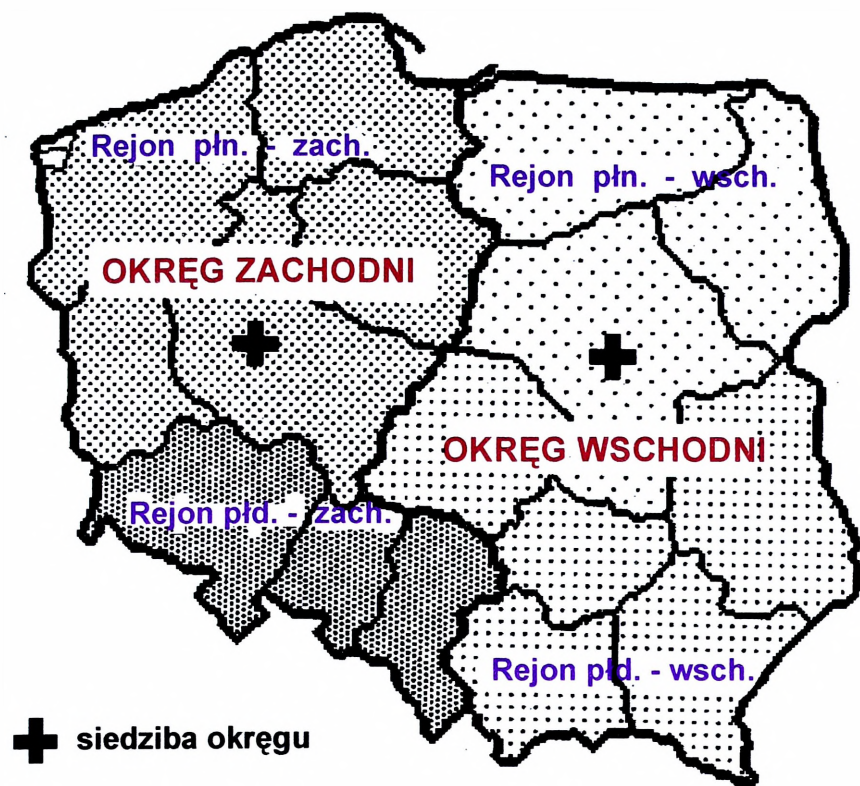 Rejon płn. - zach.
Rejon płn. - wsch.
OKRĘG ZACHODNI
OKRĘG WSCHODNI
Rejon płd. - zach.
Rejon płd. - wsch.
siedziba okręgu